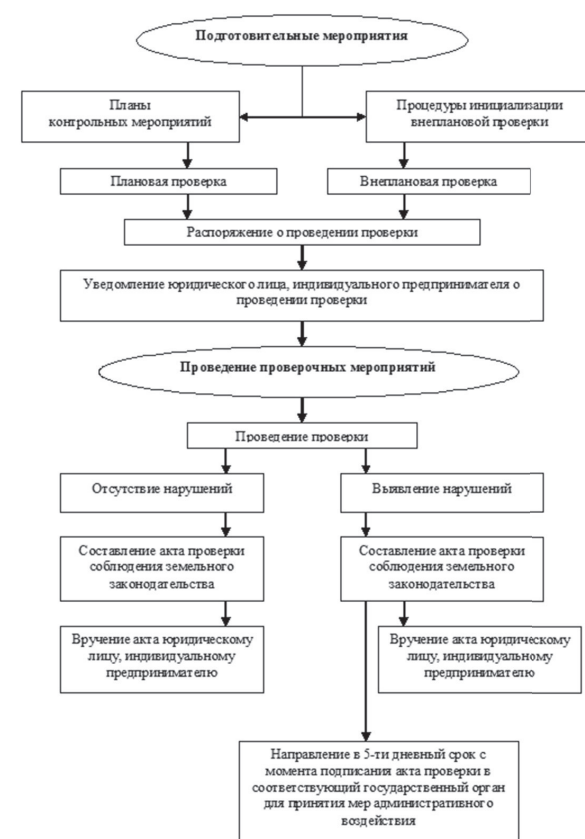 Подготовительные мероприятия
Планы
контрольных мероприятий
Процедуры инициализации
внеплановой проверки
Плановая проверка
Внеплановая проверка
Распоряжение о проведении проверки
Уведомление юридического лица, индивидуального предпринимателя о
проведении проверки
Проведение проверочных мероприятий
Проведение проверки
Отсутствие нарушений
Выявление нарушений
Составление акта проверки
соблюдения земельного
законодательства
Составление акта проверки
соблюдения земельного
законодательства
Вручение акта юридическому
лицу, индивидуальному
предпринимателю
Вручение акта юридическому
лицу, индивидуальному
предпринимателю
Направление в 5-ти дневный срок с
момента подписания акта проверки в
соответствующий государственный орган
для принятия мер административного
воздействия